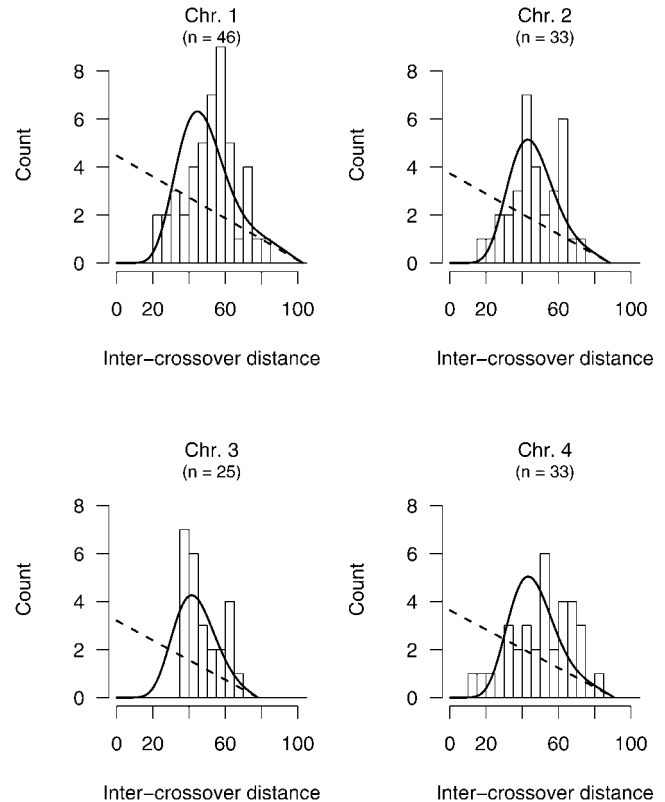 Chr. 1
(n = 46)
Count
8
6
4
2
0
0 20 60 100
Inter−crossover distance
Chr. 2
(n = 33)
Count
8
6
4
2
0
0 20 60 100
Inter−crossover distance
Chr. 3
(n = 25)
Count
8
6
4
2
0
0 20 60 100
Inter−crossover distance
Chr. 4
(n = 33)
Count
8
6
4
2
0
0 20 60 100
Inter−crossover distance